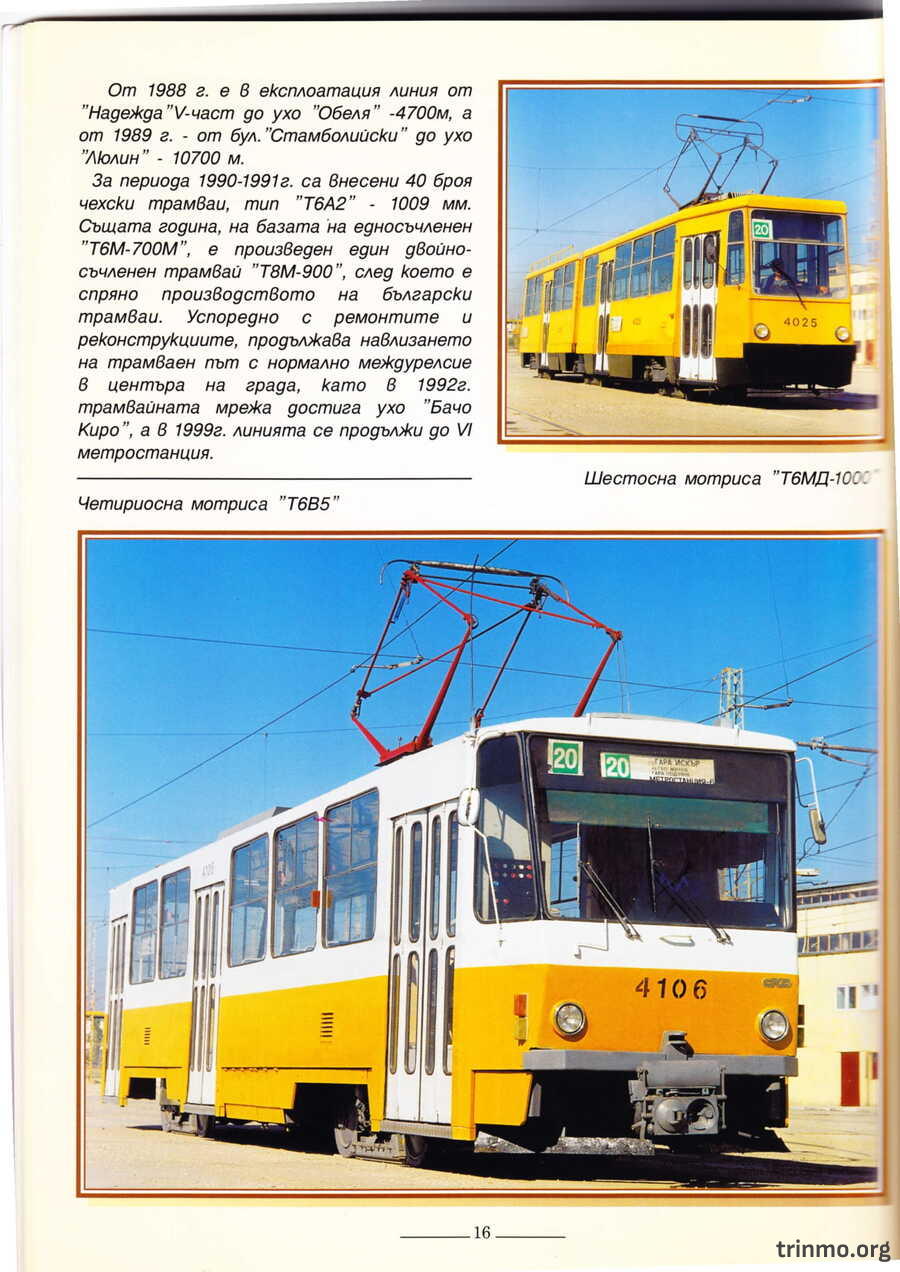 От 1988 г. е в експлоатация линия от
"Надежда"V-част до ухо "Обеля" -4700м, а
от 1989 г. - от бул."Стамболийски" до ухо
"Люлин" - 10700 м.
За периода 1990-1991г. са внесени 40 броя
чехски трамваи, тип "Т6А2" - 1009 мм.
Същата година, на базата на едносъчленен
"Т6М-700М", е произведен един двойно-
съчленен трамвай "Т8М-900", след което е
спряно производството на български
трамваи. Успоредно с ремонтите и
реконструкциите, продължава навлизането
на трамваен път с нормално междурелсие
в центъра на града, като в 1992г.
трамвайната мрежа достига ухо "Бачо
Киро", а в 1999г. линията се продължи до VI
метростанция.
20
4025
Шестосна мотриса "Т6МД-1000"
Четириосна мотриса "Т6В5"
20
20
ГАРА ИСКЪР
МЕТРОСТАНЦИЯ-6
4106
16
trinmo.org